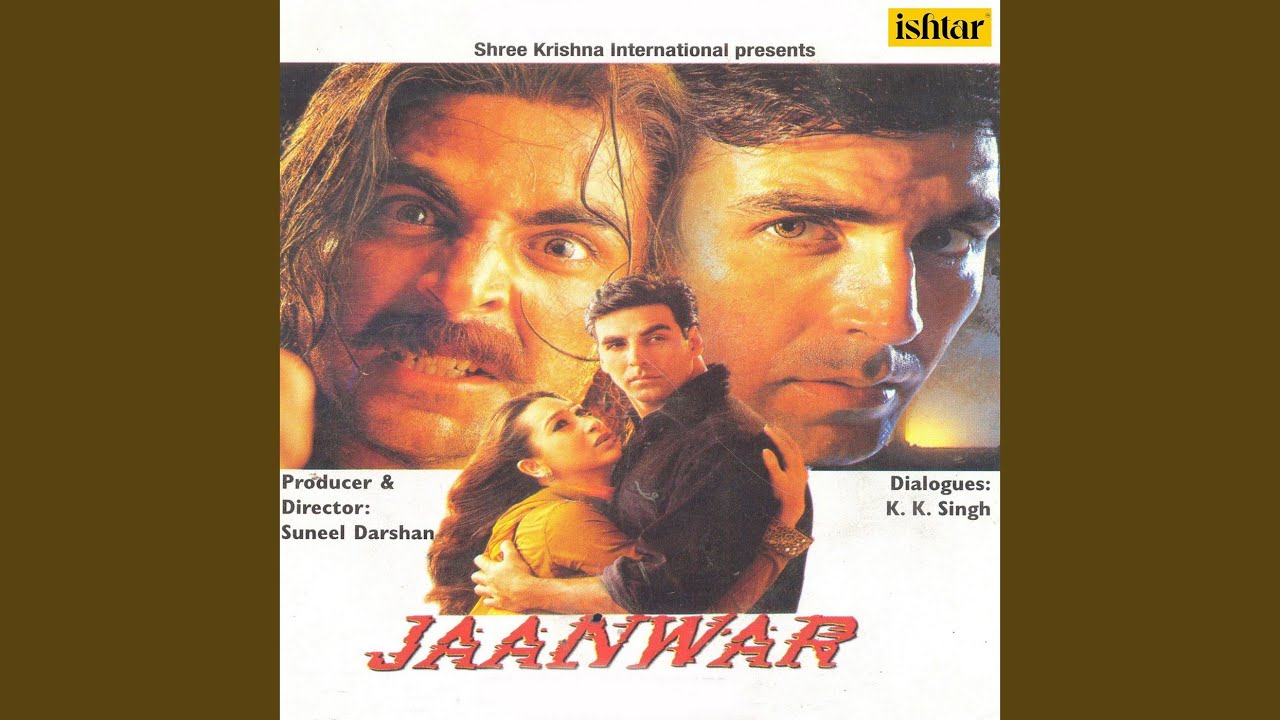 ishtar
Shree Krishna International presents
Producer &
Director:
Suneel Darshan
Dialogues:
K. K. Singh
JAANWAR